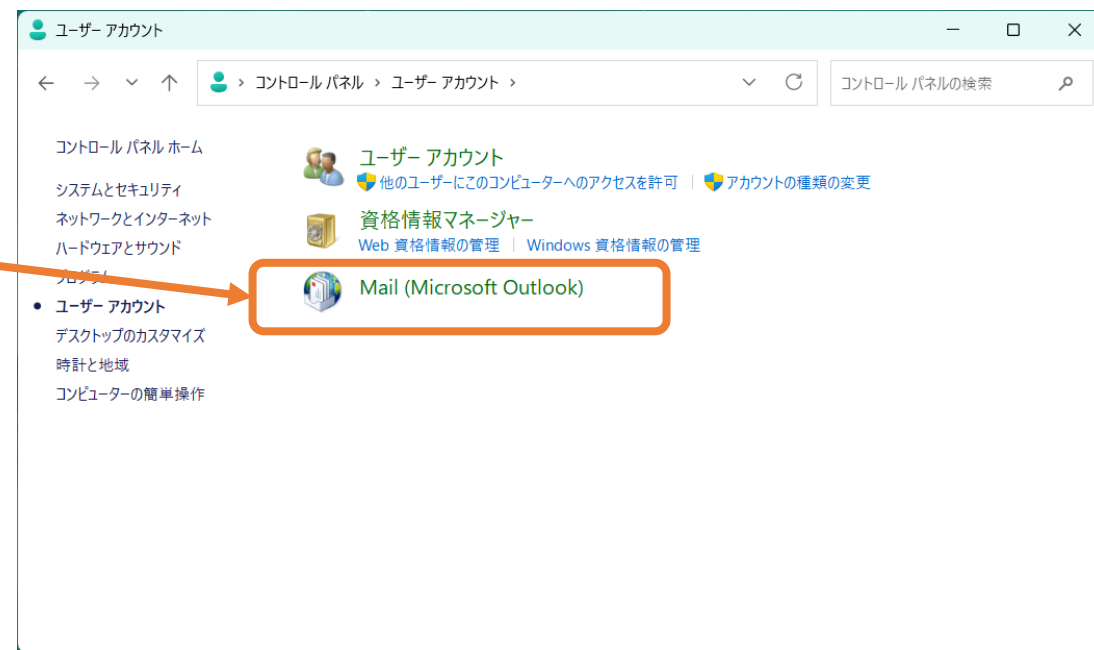 ユーザー アカウント
コントロール パネル › ユーザー アカウント ›
コントロール パネルの検索
コントロール パネル ホーム
システムとセキュリティ
ネットワークとインターネット
ハードウェアとサウンド
プログラム
ユーザー アカウント
デスクトップのカスタマイズ
時計と地域
コンピューターの簡単操作
ユーザー アカウント
他のユーザーにこのコンピューターへのアクセスを許可 | アカウントの種類の変更
資格情報マネージャー
Web 資格情報の管理 | Windows 資格情報の管理
Mail (Microsoft Outlook)